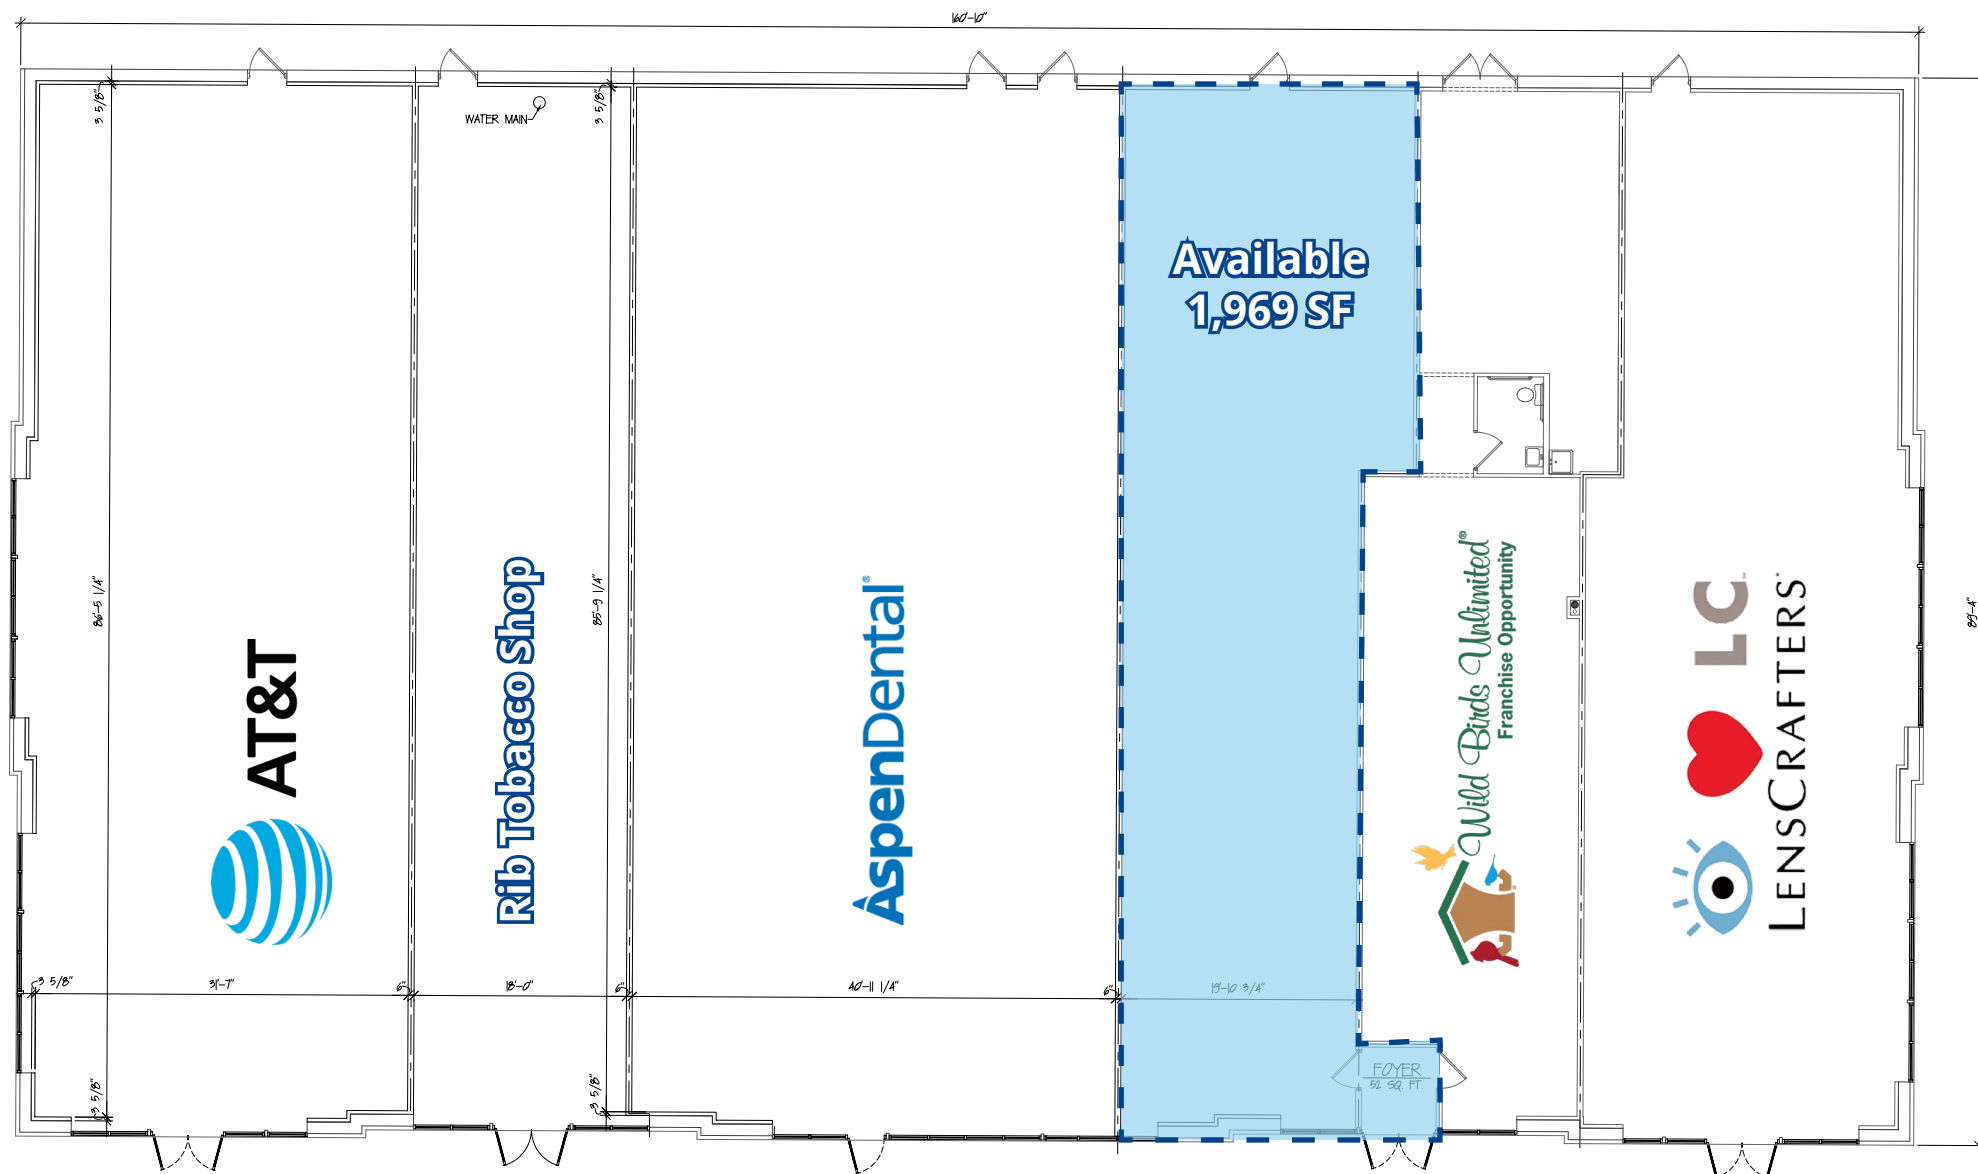 160'-10"
3 5/8"
WATER MAIN
3 5/8"
Available
1,969 SF
86'-5 1/4"
85'-9 1/4"
89'-4"
AT&T
Rib Tobacco Shop
AspenDental®
Wild Birds Unlimited®
Franchise Opportunity
LC
LENSCRAFTERS
3 5/8"
31'-7"
6"
18'-0"
6"
40'-11 1/4"
6"
19'-10 3/4"
FOYER
52 SQ. FT.
3 5/8"
3 5/8"